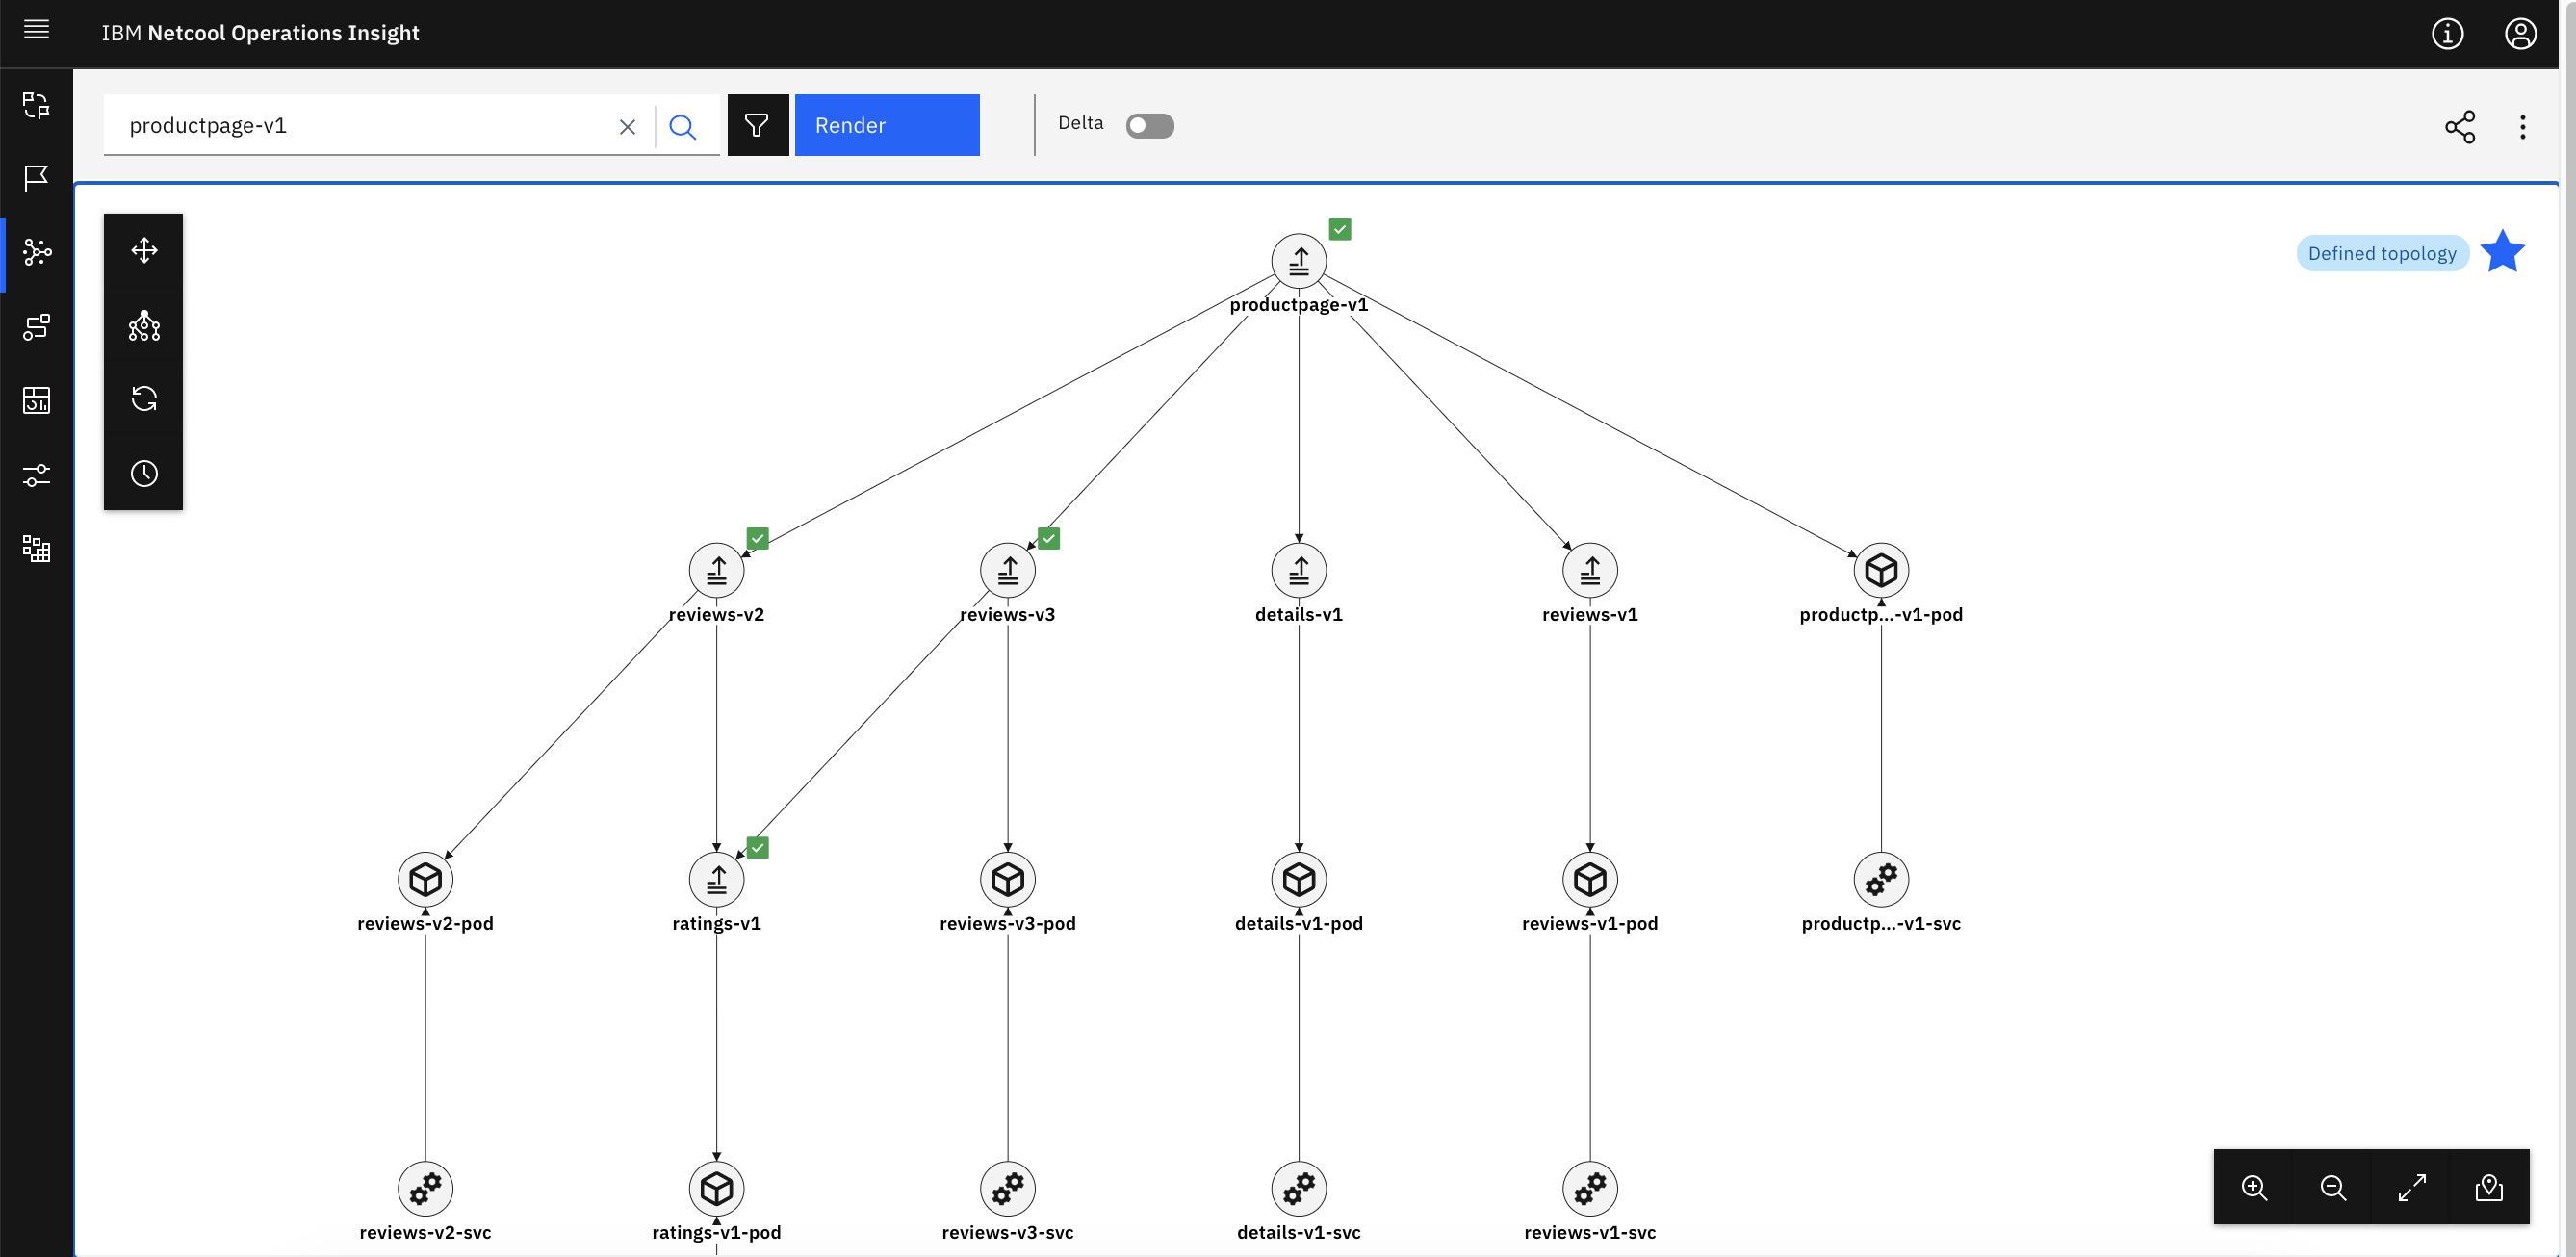 IBM Netcool Operations Insight
productpage-v1
Render
Delta
Defined topology
productpage-v1
reviews-v2
reviews-v3
details-v1
reviews-v1
productp...-v1-pod
reviews-v2-pod
ratings-v1
reviews-v3-pod
details-v1-pod
reviews-v1-pod
productp...-v1-svc
reviews-v2-svc
ratings-v1-pod
reviews-v3-svc
details-v1-svc
reviews-v1-svc